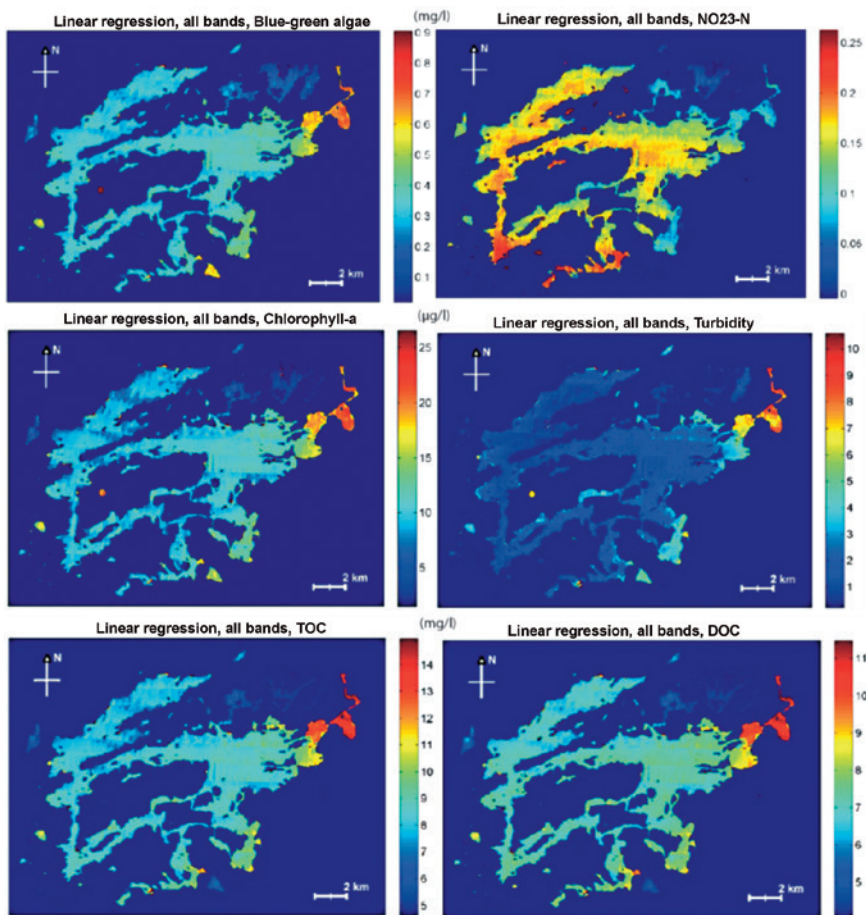 Linear regression, all bands, Blue-green algae
(mg/l)
Linear regression, all bands, NO23-N
N
0.9
0.8
0.7
0.6
0.5
0.4
0.3
0.2
0.1
2 km
N
0.25
0.2
0.15
0.1
0.05
0
2 km
Linear regression, all bands, Chlorophyll-a
(µg/l)
Linear regression, all bands, Turbidity
N
25
20
15
10
5
2 km
N
10
9
8
7
6
5
4
3
2
1
2 km
Linear regression, all bands, TOC
(mg/l)
Linear regression, all bands, DOC
N
14
13
12
11
10
9
8
7
6
5
2 km
N
11
10
9
8
7
6
5
2 km